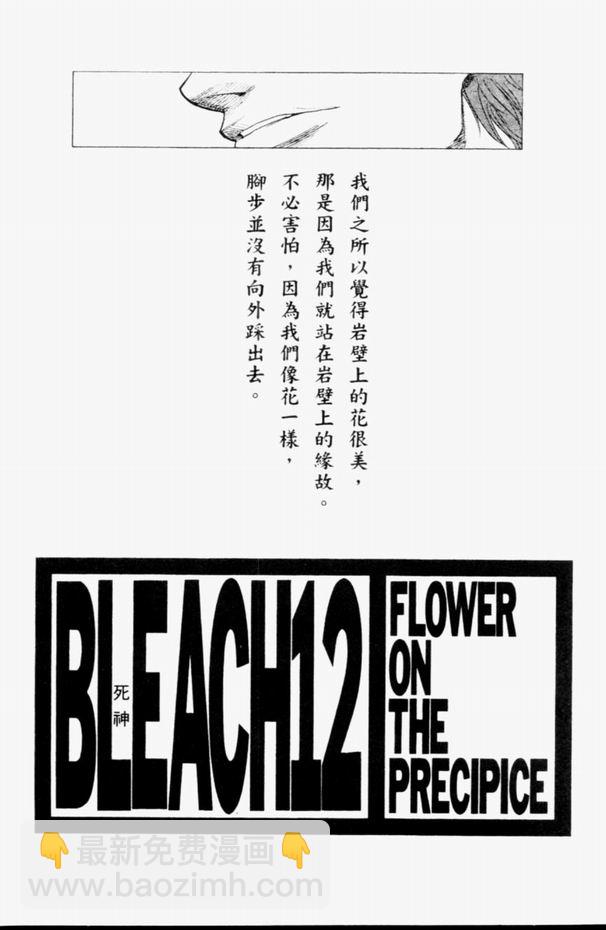 我們之所以覺得岩壁上的花很美，
那是因為我們就站在岩壁上的緣故。
不必害怕，因為我們像花一樣，
腳步並沒有向外踩出去。
BLEACH12
死神
FLOWER
ON
THE
PRECIPICE
👇最新免费漫画👇
www.baozimh.com